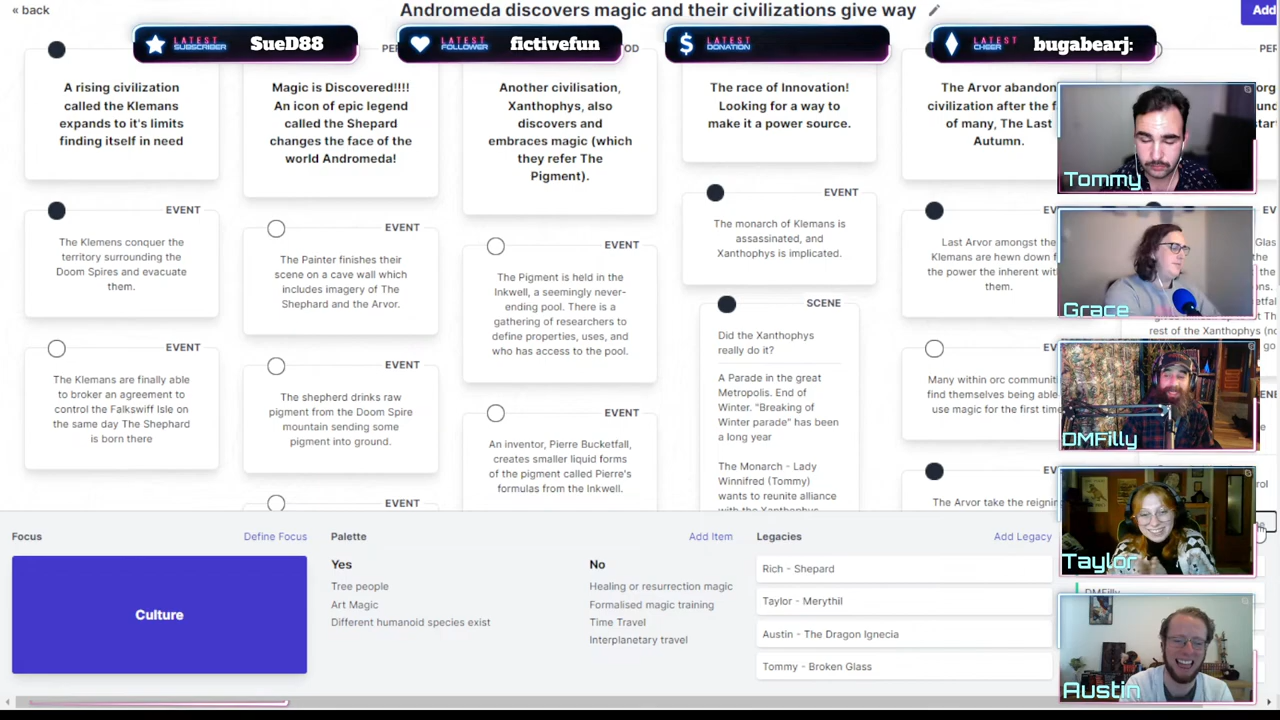 « back
Andromeda discovers magic and their civilizations give way
Add
LATEST SUBSCRIBER
SueD88
LATEST FOLLOWER
fictivefun
LATEST DONATION
LATEST CHEER
bugabearj:
A rising civilization
called the Klemans
expands to it's limits
finding itself in need
EVENT
The Klemens conquer the
territory surrounding the
Doom Spires and evacuate
them.
EVENT
The Klemans are finally able
to broker an agreement to
control the Falkswiff Isle on
the same day The Shephard
is born there
Magic is Discovered!!!!
An icon of epic legend
called the Shepard
changes the face of the
world Andromeda!
EVENT
The Painter finishes their
scene on a cave wall which
includes imagery of The
Shephard and the Arvor.
EVENT
The shepherd drinks raw
pigment from the Doom Spire
mountain sending some
pigment into ground.
EVENT
Another civilisation,
Xanthophys, also
discovers and
embraces magic (which
they refer The
Pigment).
EVENT
The Pigment is held in the
Inkwell, a seemingly never-
ending pool. There is a
gathering of researchers to
define properties, uses, and
who has access to the pool.
EVENT
An inventor, Pierre Bucketfall,
creates smaller liquid forms
of the pigment called Pierre's
formulas from the Inkwell.
The race of Innovation!
Looking for a way to
make it a power source.
EVENT
The monarch of Klemans is
assassinated, and
Xanthophys is implicated.
SCENE
Did the Xanthophys
really do it?
A Parade in the great
Metropolis. End of
Winter. "Breaking of
Winter parade" has been
a long year
The Monarch - Lady
Winnifred (Tommy)
wants to reunite alliance
with the Xanthophys
The Arvor abandon
civilization after the f
of many, The Last
Autumn.
Last Arvor amongst the
Klemans are hewn down f
the power the inherent with
them.
Many within orc communit
find themselves being able
use magic for the first time
The Arvor take the reigning
rest of the Xanthophys (no
Tommy
Grace
DMFilly
Taylor
Austin
Focus
Define Focus
Culture
Palette
Add Item
Yes
Tree people
Art Magic
Different humanoid species exist
No
Healing or resurrection magic
Formalised magic training
Time Travel
Interplanetary travel
Legacies
Add Legacy
Rich - Shepard
Taylor - Merythil
Austin - The Dragon Ignecia
Tommy - Broken Glass